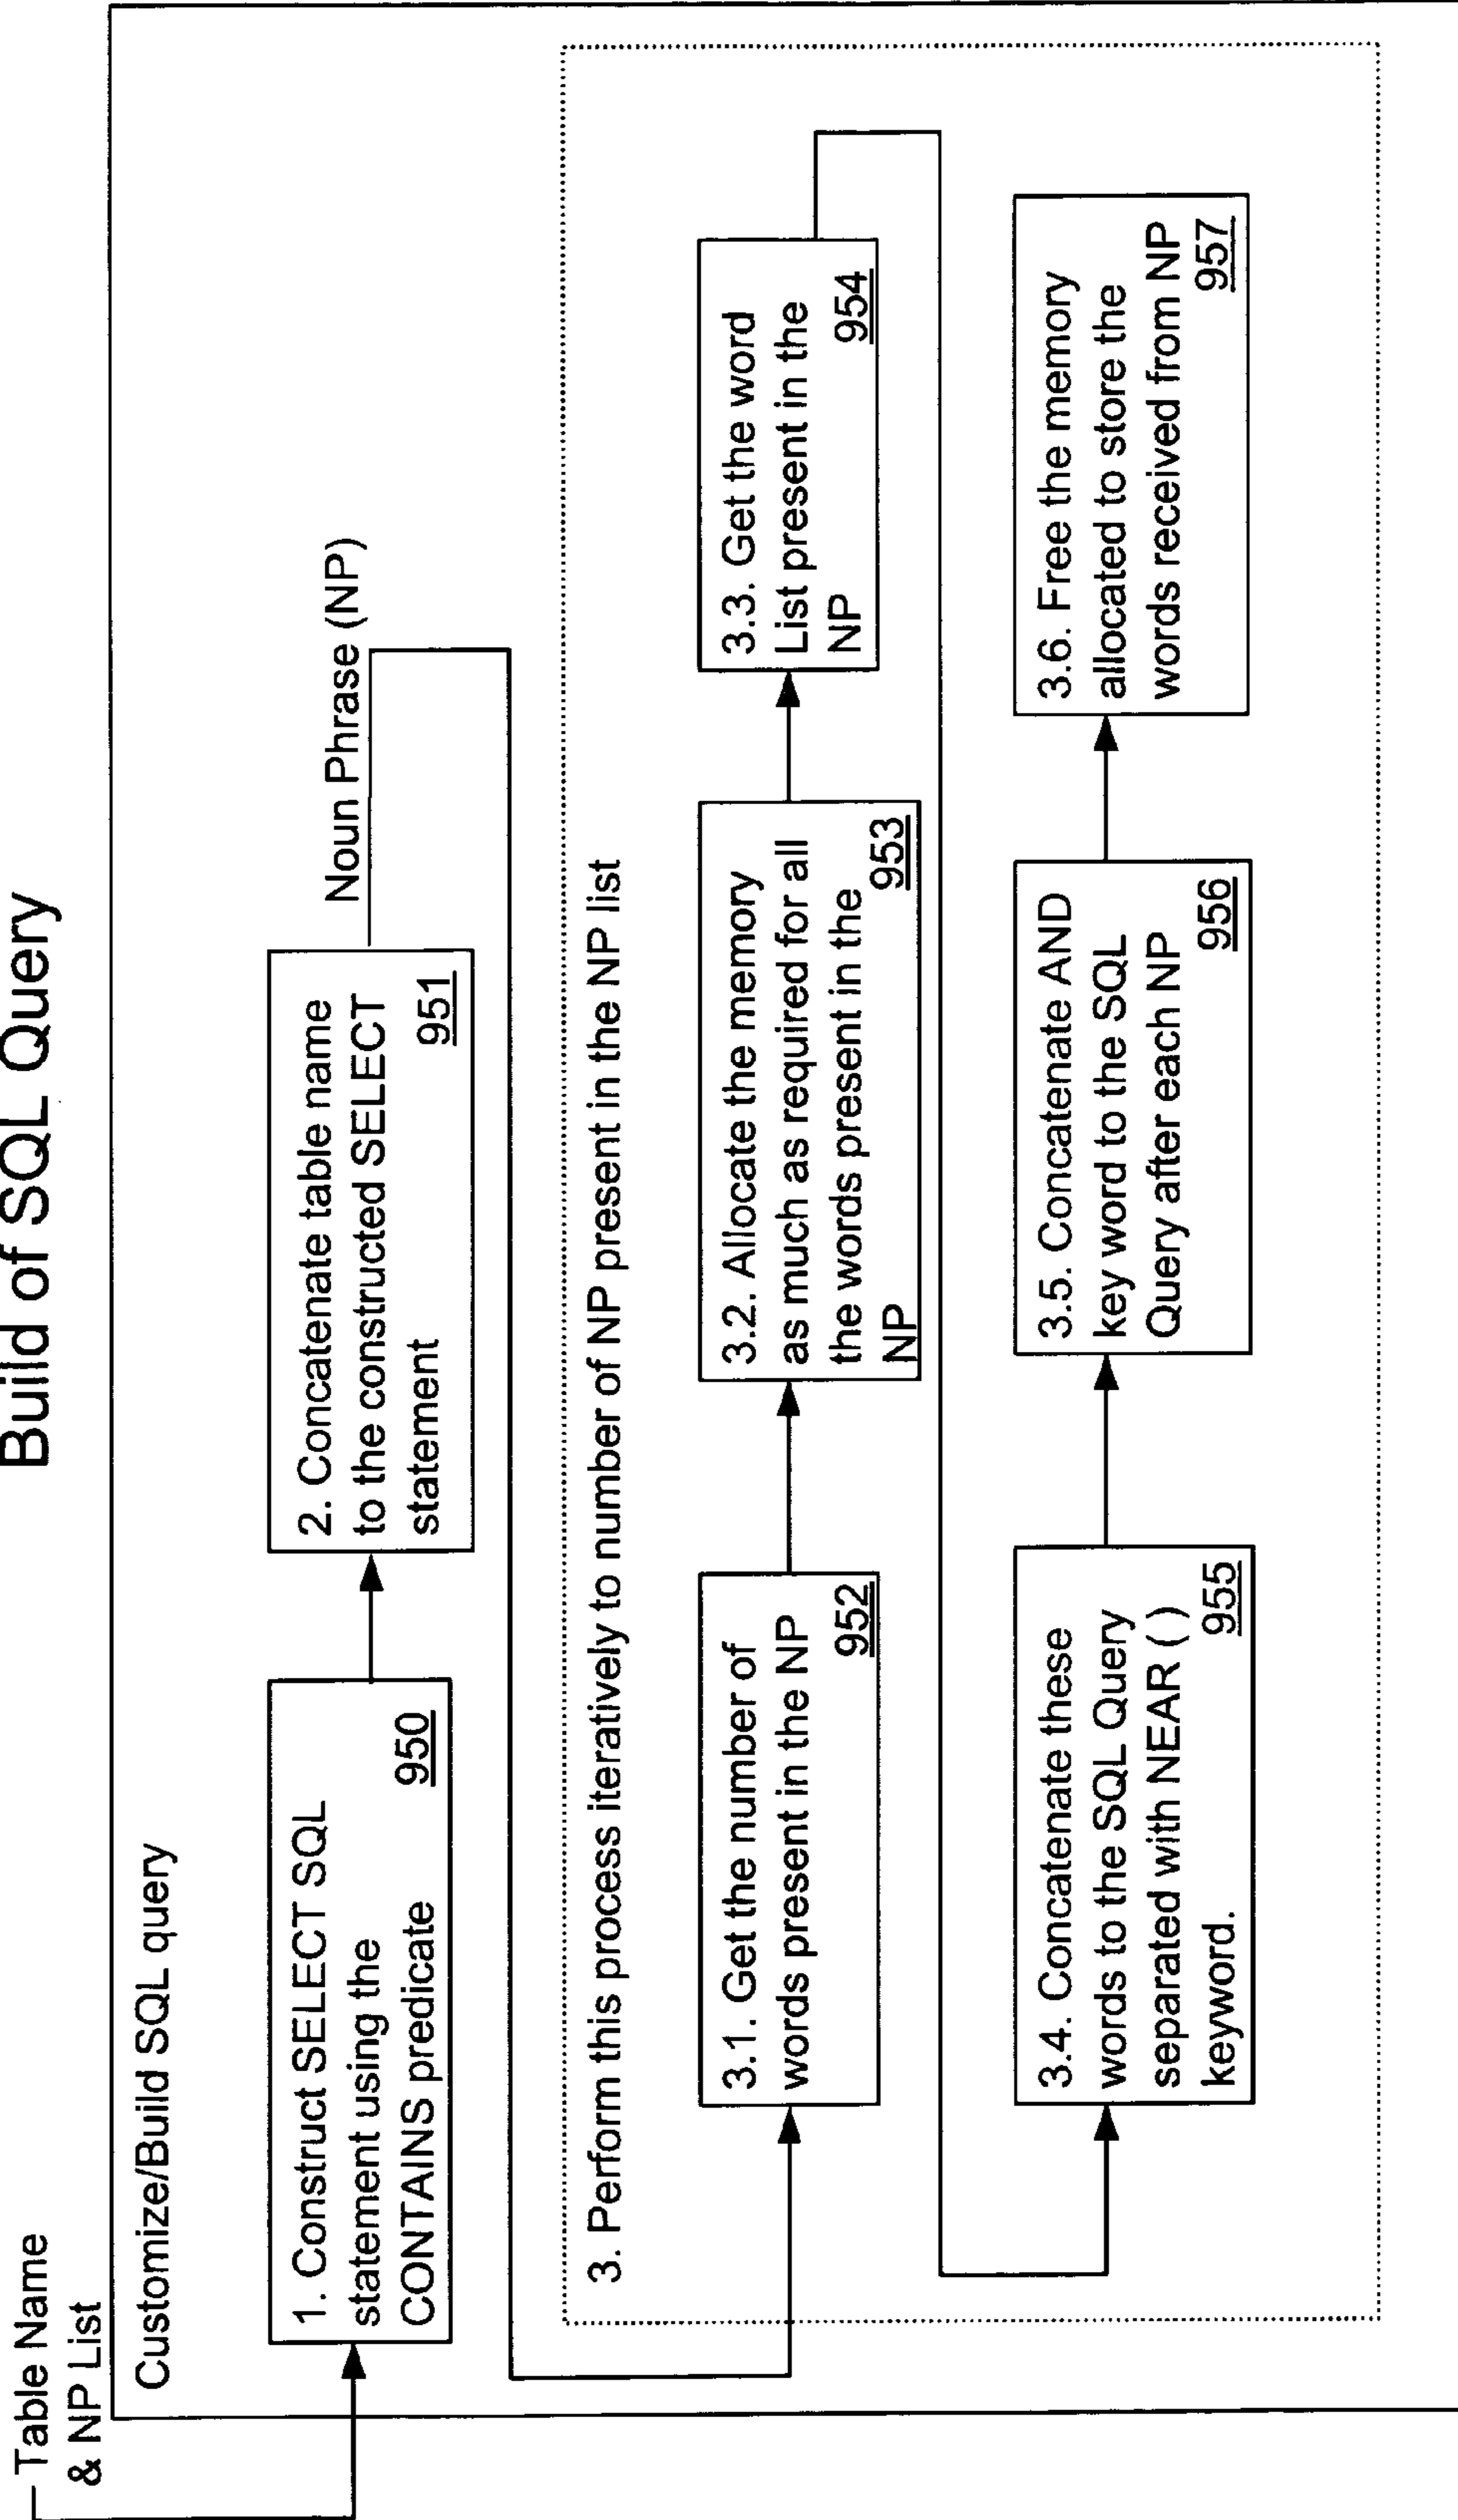 Build of SQL Query
Table Name
& NP List
Customize/Build SQL query
1. Construct SELECT SQL
statement using the
CONTAINS predicate
950
2. Concatenate table name
to the constructed SELECT
statement
951
Noun Phrase (NP)
3. Perform this process iteratively to number of NP present in the NP list
3.1. Get the number of
words present in the NP
952
3.2. Allocate the memory
as much as required for all
the words present in the
NP
953
3.3. Get the word
List present in the
NP
954
3.4. Concatenate these
words to the SQL Query
separated with NEAR ( )
keyword.
955
3.5. Concatenate AND
key word to the SQL
Query after each NP
956
3.6. Free the memory
allocated to store the
words received from NP
957